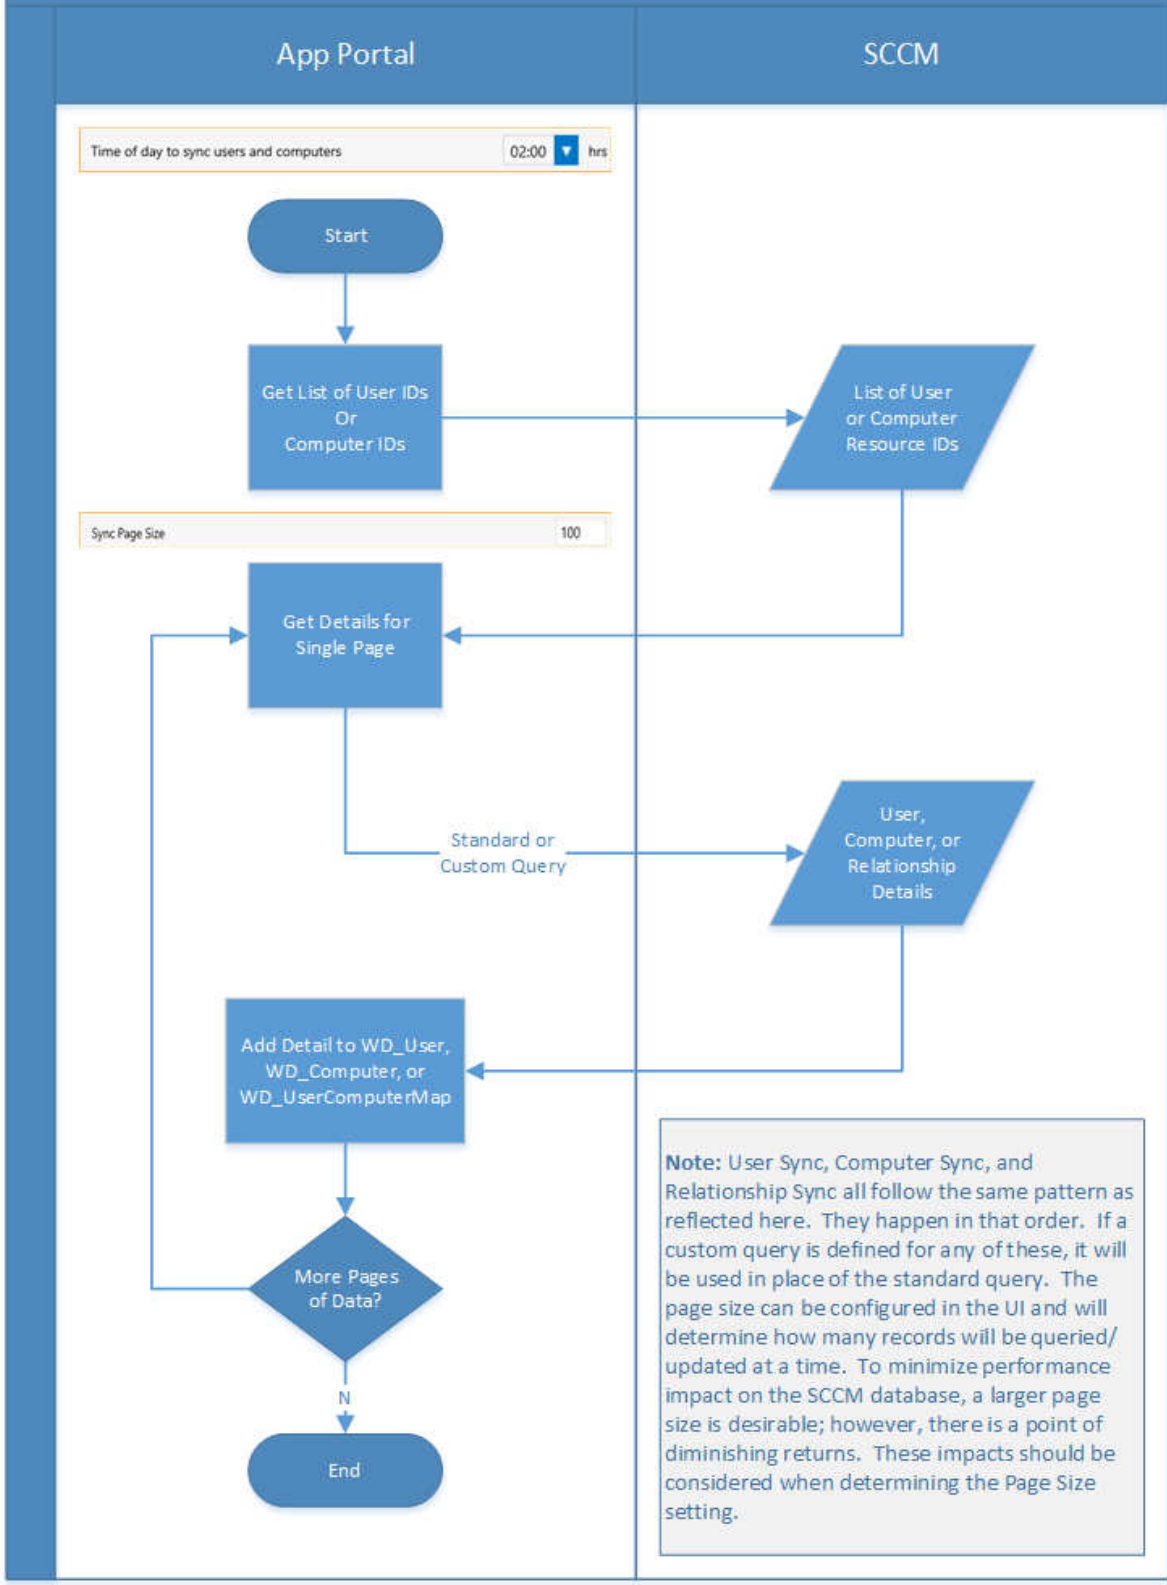 App Portal
SCCM
Time of day to sync users and computers
02:00
hrs
Start
Get List of User IDs
Or
Computer IDs
List of User
or Computer
Resource IDs
Sync Page Size
100
Get Details for
Single Page
Standard or
Custom Query
User,
Computer, or
Relationship
Details
Add Detail to WD_User,
WD_Computer, or
WD_UserComputerMap
More Pages
of Data?
N
End
Note: User Sync, Computer Sync, and
Relationship Sync all follow the same pattern as
reflected here. They happen in that order. If a
custom query is defined for any of these, it will
be used in place of the standard query. The
page size can be configured in the UI and will
determine how many records will be queried/
updated at a time. To minimize performance
impact on the SCCM database, a larger page
size is desirable; however, there is a point of
diminishing returns. These impacts should be
considered when determining the Page Size
setting.